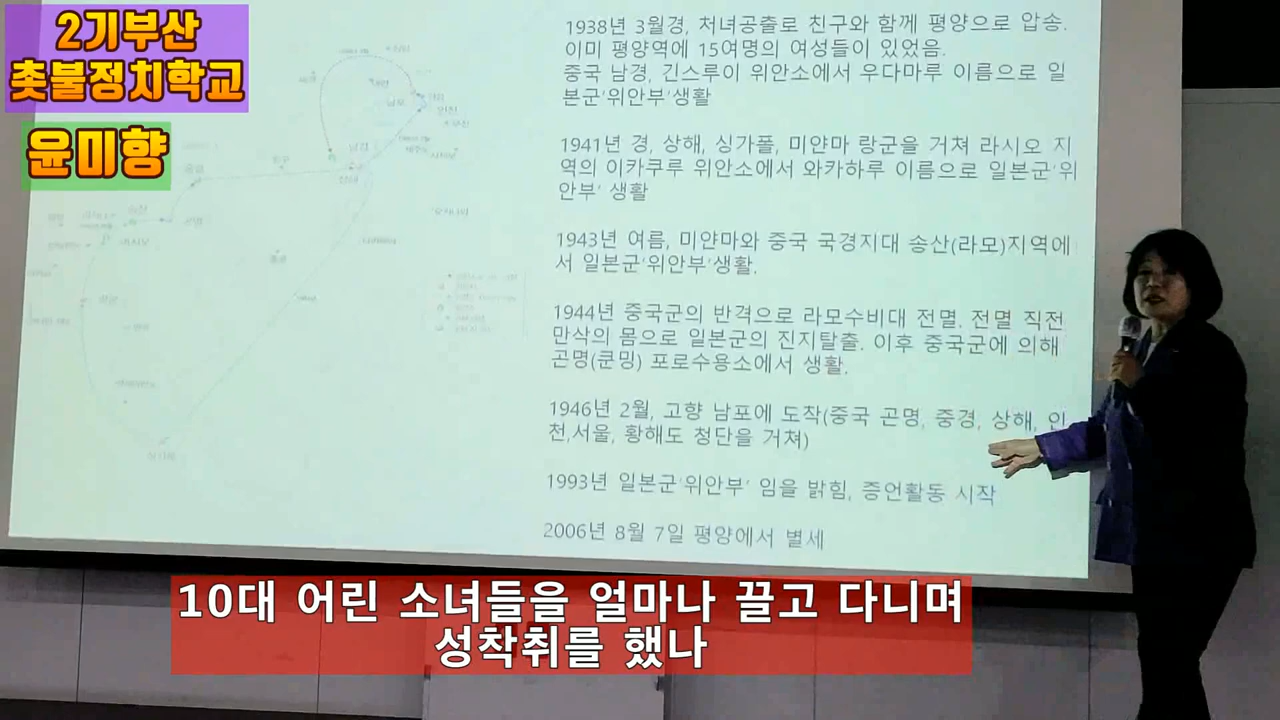 2기부산
촛불정치학교
윤미향
1938년 3월경, 처녀공출로 친구와 함께 평양으로 압송.
이미 평양역에 15여명의 여성들이 있었음.
중국 남경, 긴스루이 위안소에서 우다마루 이름으로 일
본군'위안부'생활
1941년 경, 상해, 싱가폴, 미얀마 랑군을 거쳐 라시오 지
역의 이카쿠루 위안소에서 와카하루 이름으로 일본군'위
안부' 생활
1943년 여름, 미얀마와 중국 국경지대 송산(라모)지역에
서 일본군'위안부'생활.
1944년 중국군의 반격으로 라모수비대 전멸. 전멸 직전
만삭의 몸으로 일본군의 진지탈출. 이후 중국군에 의해
곤명(쿤밍) 포로수용소에서 생활.
1946년 2월, 고향 남포에 도착(중국 곤명, 중경, 상해, 인
천,서울, 황해도 청단을 거쳐)
1993년 일본군'위안부' 임을 밝힘, 증언활동 시작
2006년 8월 7일 평양에서 별세
10대 어린 소녀들을 얼마나 끌고 다니며
성착취를 했나